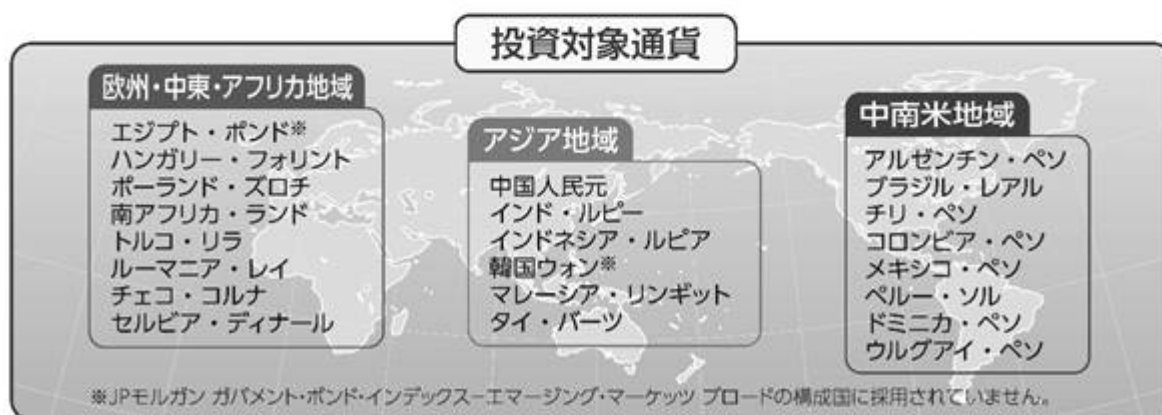 投資対象通貨
欧州・中東・アフリカ地域
エジプト・ポンド※
ハンガリー・フォリント
ポーランド・ズロチ
南アフリカ・ランド
トルコ・リラ
ルーマニア・レイ
チェコ・コルナ
セルビア・ディナール
アジア地域
中国人民元
インド・ルピー
インドネシア・ルピア
韓国ウォン※
マレーシア・リンギット
タイ・バーツ
中南米地域
アルゼンチン・ペソ
ブラジル・レアル
チリ・ペソ
コロンビア・ペソ
メキシコ・ペソ
ペルー・ソル
ドミニカ・ペソ
ウルグアイ・ペソ
※JPモルガン ガバメント・ボンド・インデックス－エマージング・マーケッツ ブロードの構成国に採用されていません。